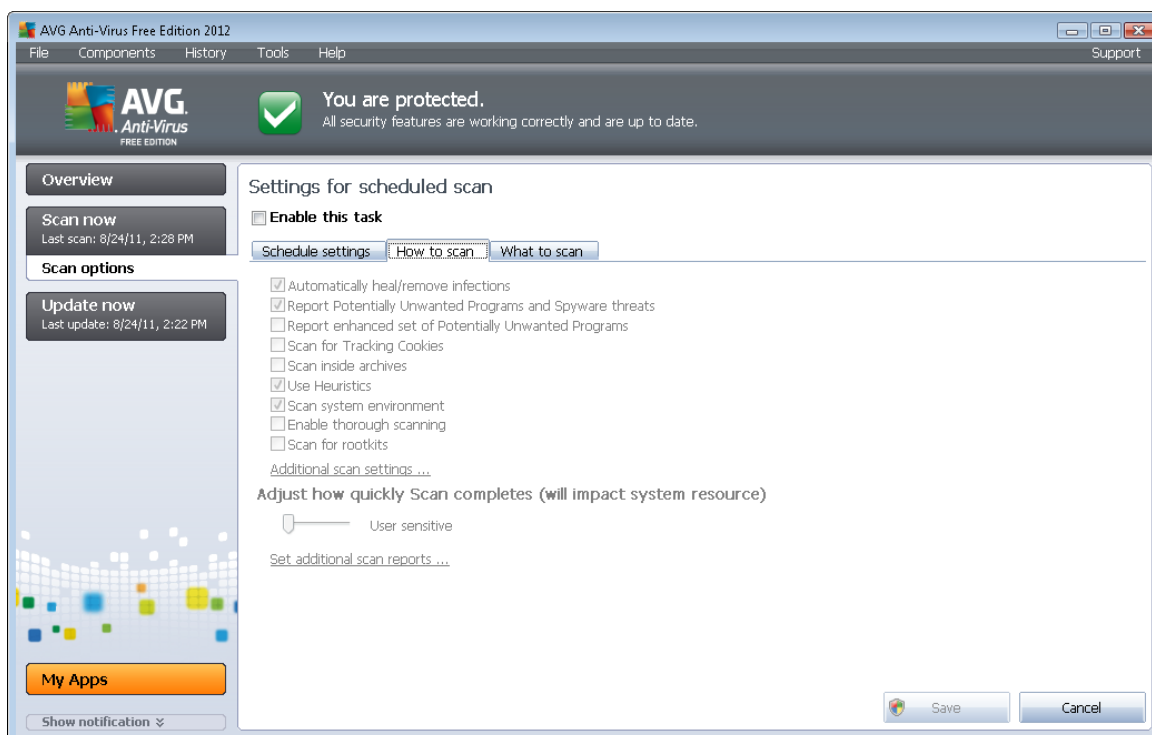 AVG Anti-Virus Free Edition 2012
File Components History Tools Help Support
AVG.
Anti-Virus
FREE EDITION
You are protected.
All security features are working correctly and are up to date.
Overview
Scan now
Last scan: 8/24/11, 2:28 PM
Scan options
Update now
Last update: 8/24/11, 2:22 PM
My Apps
Show notification
Settings for scheduled scan
Enable this task
Schedule settings How to scan What to scan
Automatically heal/remove infections
Report Potentially Unwanted Programs and Spyware threats
Report enhanced set of Potentially Unwanted Programs
Scan for Tracking Cookies
Scan inside archives
Use Heuristics
Scan system environment
Enable thorough scanning
Scan for rootkits
Additional scan settings ...
Adjust how quickly Scan completes (will impact system resource)
User sensitive
Set additional scan reports ...
Save Cancel